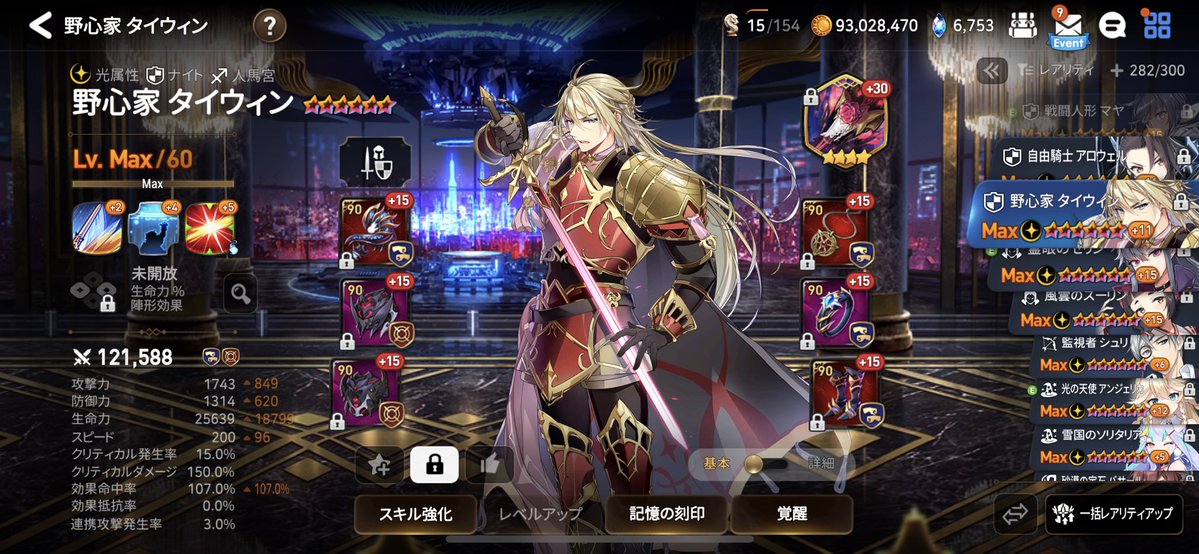 野心家 タイウィン
?
15/154
93,028,470
6,753
9
Event
光属性 ナイト 人馬宮
野心家 タイウィン
Lv. Max/60
Max
+2
+4
+5
未開放
生命力%
陣形効果
121,588
攻撃力 1743 849
防御力 1314 620
生命力 25639 18799
スピード 200 96
クリティカル発生率 15.0%
クリティカルダメージ 150.0%
効果命中率 107.0% 107.0%
効果抵抗率 0.0%
連携攻撃発生率 3.0%
90 +15
90 +15
90 +15
+30
90 +15
90 +15
90 +15
基本 詳細
スキル強化
レベルアップ
記憶の刻印
覚醒
レアリティ
282/300
戦闘人形 マヤ
自由騎士 アロウェル
野心家 タイウィン
Max +11
Max +15
風雲のスーリン
Max +15
監視者 シュリ
Max +6
光の天使 アンジェリカ
Max +12
雪国のソリタリア
Max +5
一括レアリティアップ